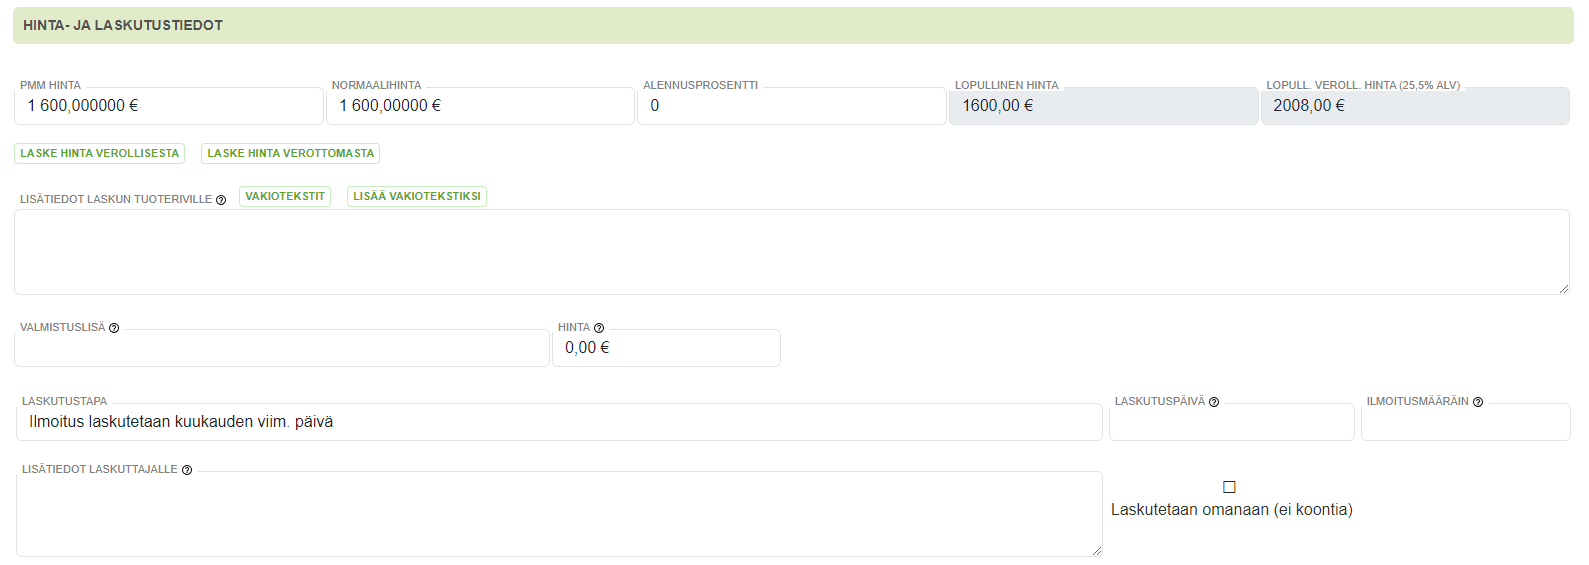 HINTA- JA LASKUTUSTIEDOT
PMM HINTA NORMAALIHINTA ALENNUSPROSENTTI LOPULLINEN HINTA LOPULL. VEROLL. HINTA (25,5% ALV)
1 600,000000 € 1 600,00000 € 0 1600,00 € 2008,00 €
LASKE HINTA VEROLLISESTA LASKE HINTA VEROTTOMASTA
LISÄTIEDOT LASKUN TUOTERIVILLE VAKIOTEKSTIT LISÄÄ VAKIOTEKSTIKSI
VALMISTUSLISÄ HINTA
0,00 €
LASKUTUSTAPA LASKUTUSPÄIVÄ ILMOITUSMÄÄRÄIN
Ilmoitus laskutetaan kuukauden viim. päivä
LISÄTIEDOT LASKUTTAJALLE
Laskutetaan omanaan (ei koontia)